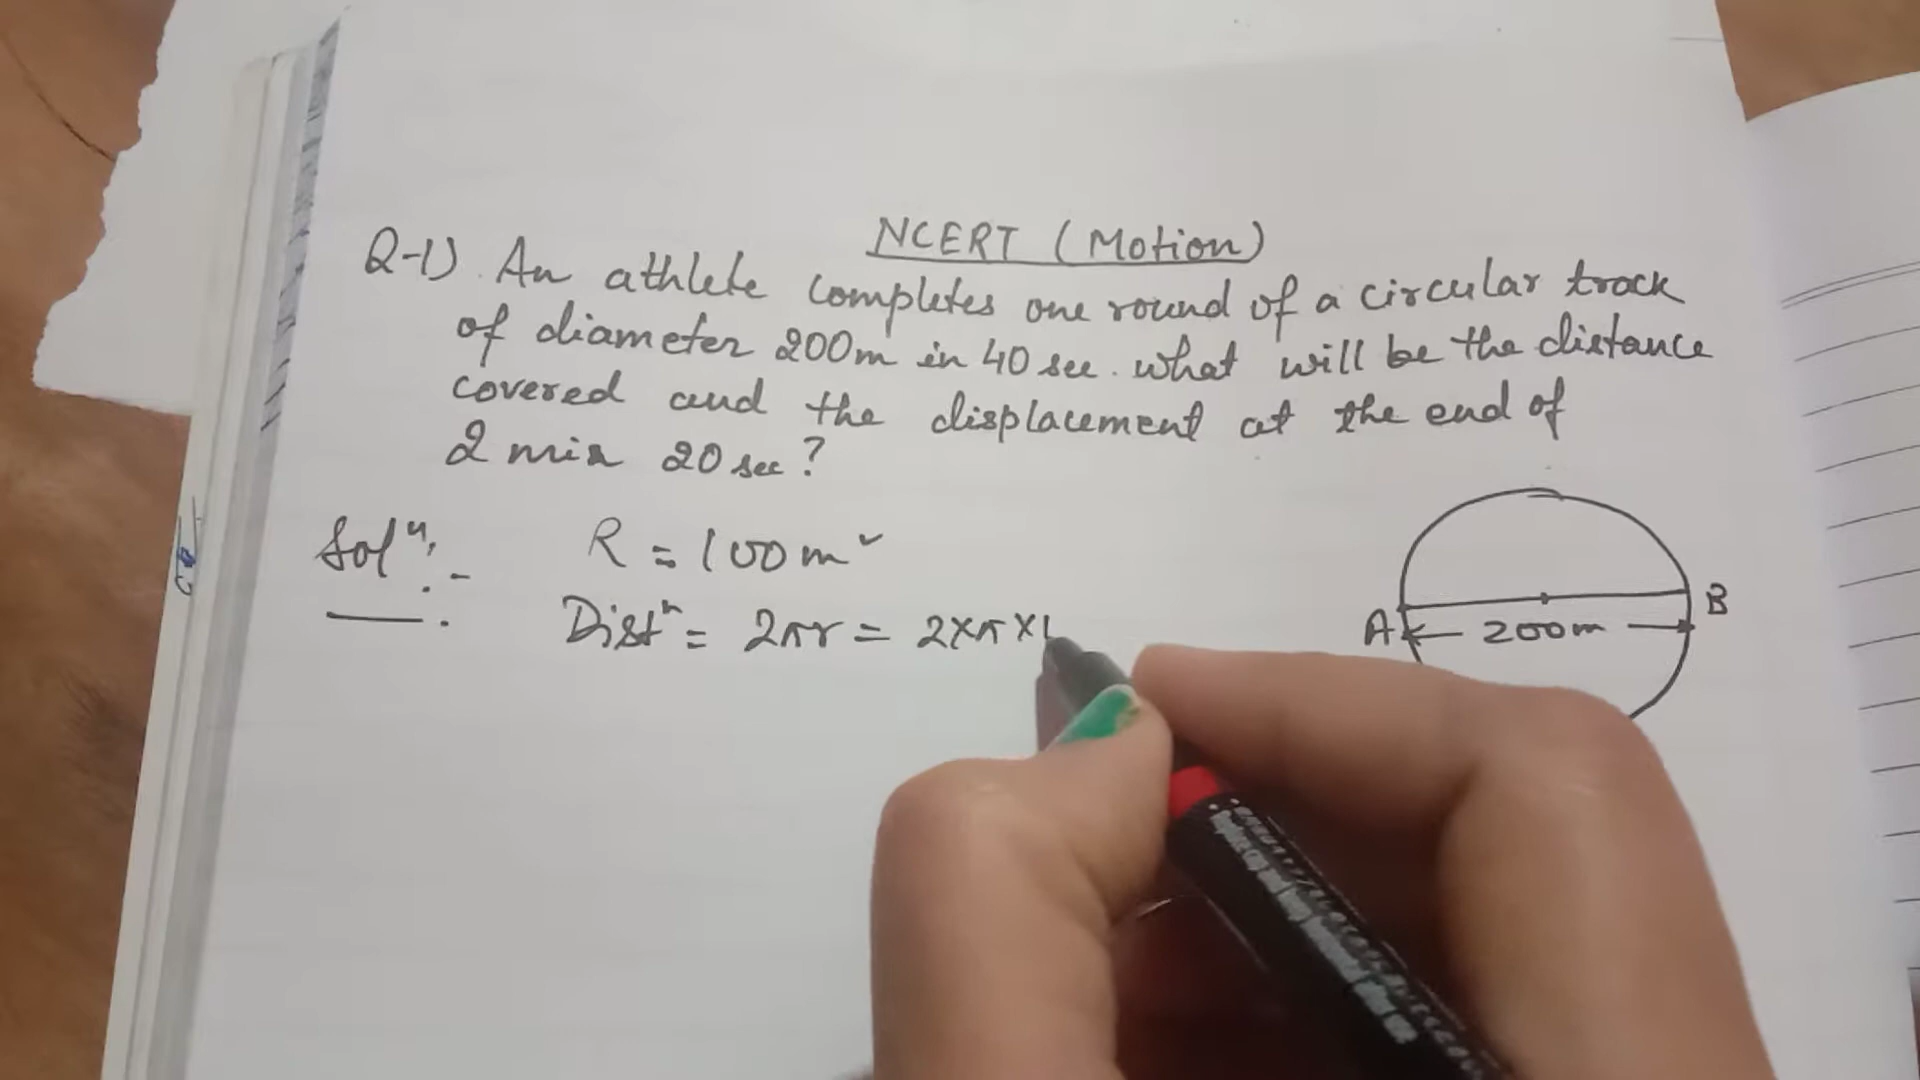 NCERT (Motion)
Q-1) An athlete completes one round of a circular track
of diameter 200m in 40 sec. what will be the distance
covered and the displacement at the end of
2 min 20 sec?
Solⁿ:-
R = 100m
Distⁿ = 2πr = 2×π×1
A
B
200m